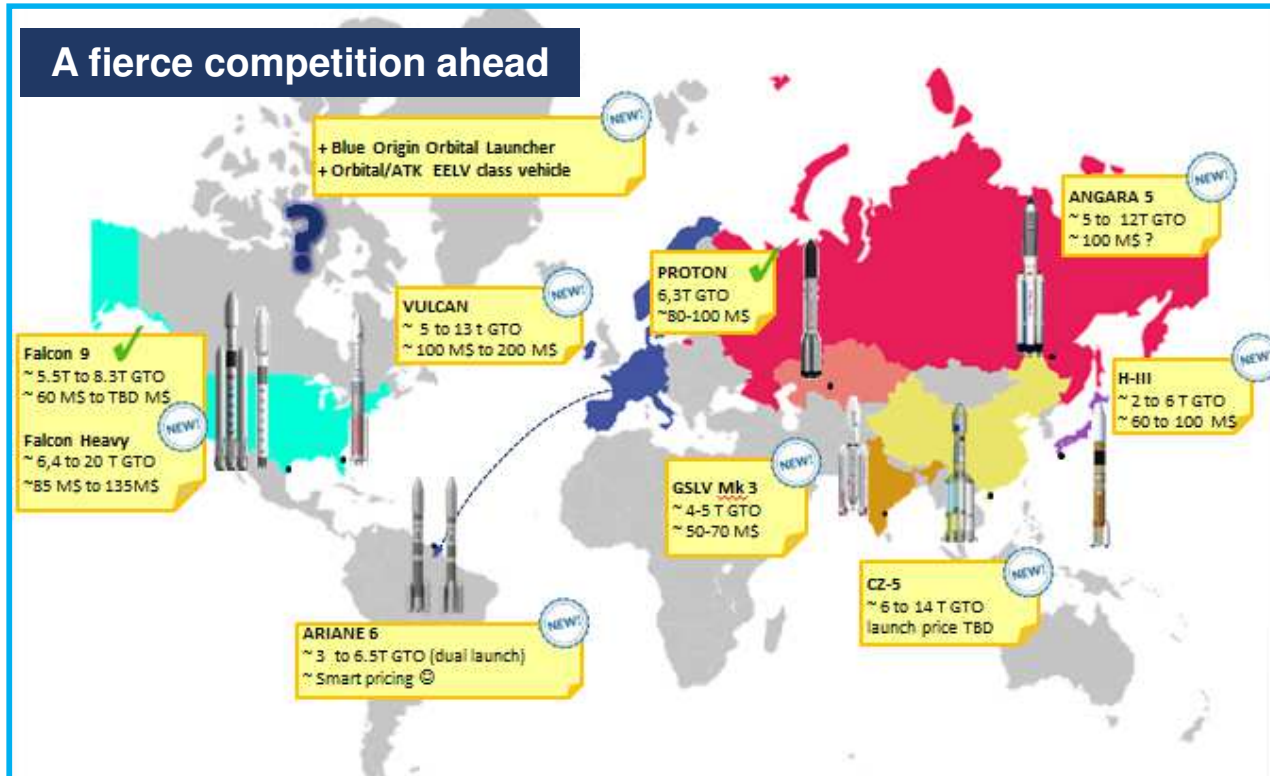 A fierce competition ahead
NEW!
+ Blue Origin Orbital Launcher
+ Orbital/ATK EELV class vehicle
?
NEW!
ANGARA 5
~ 5 to 12T GTO
~ 100 M$ ?
NEW!
VULCAN
~ 5 to 13 t GTO
~ 100 M$ to 200 M$
PROTON
6,3T GTO
~80-100 M$
Falcon 9
~ 5.5T to 8.3T GTO
~ 60 M$ to TBD M$
NEW!
Falcon Heavy
~ 6,4 to 20 T GTO
~85 M$ to 135M$
NEW!
H-III
~ 2 to 6 T GTO
~ 60 to 100 M$
NEW!
GSLV Mk 3
~ 4-5 T GTO
~ 50-70 M$
NEW!
CZ-5
~ 6 to 14 T GTO
launch price TBD
NEW!
ARIANE 6
~ 3 to 6.5T GTO (dual launch)
~ Smart pricing ☺